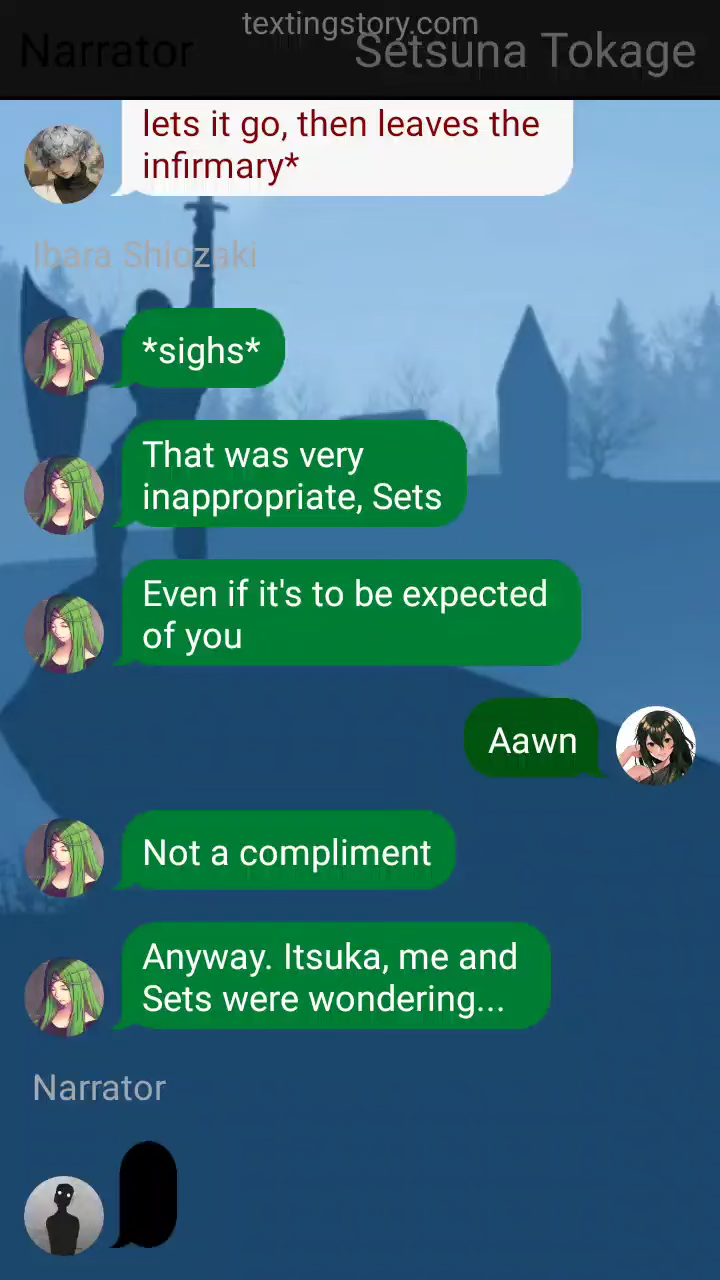 textingstory.com
Narrator
Setsuna Tokage
lets it go, then leaves the
infirmary*
Ibara Shiozaki
*sighs*
That was very
inappropriate, Sets
Even if it's to be expected
of you
Aawn
Not a compliment
Anyway. Itsuka, me and
Sets were wondering...
Narrator